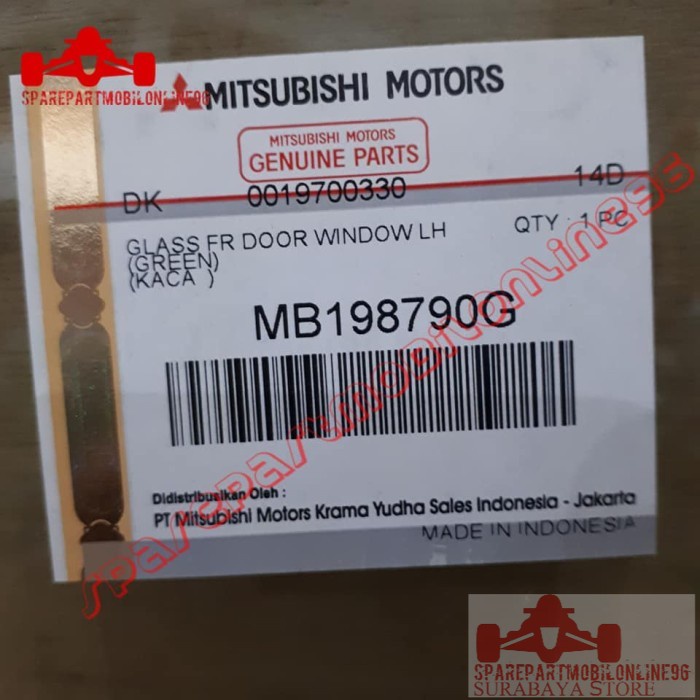 SPAREPARTMOBILONLINE96
MITSUBISHI MOTORS
MITSUBISHI MOTORS
GENUINE PARTS
DK 0019700330 14D
GLASS FR DOOR WINDOW LH QTY : 1 PC
(GREEN)
(KACA )
MB198790G
sparepartmobilonline96
Didistribusikan Oleh :
PT Mitsubishi Motors Krama Yudha Sales Indonesia - Jakarta
MADE IN INDONESIA
SPAREPARTMOBILONLINE96
SURABAYA STORE